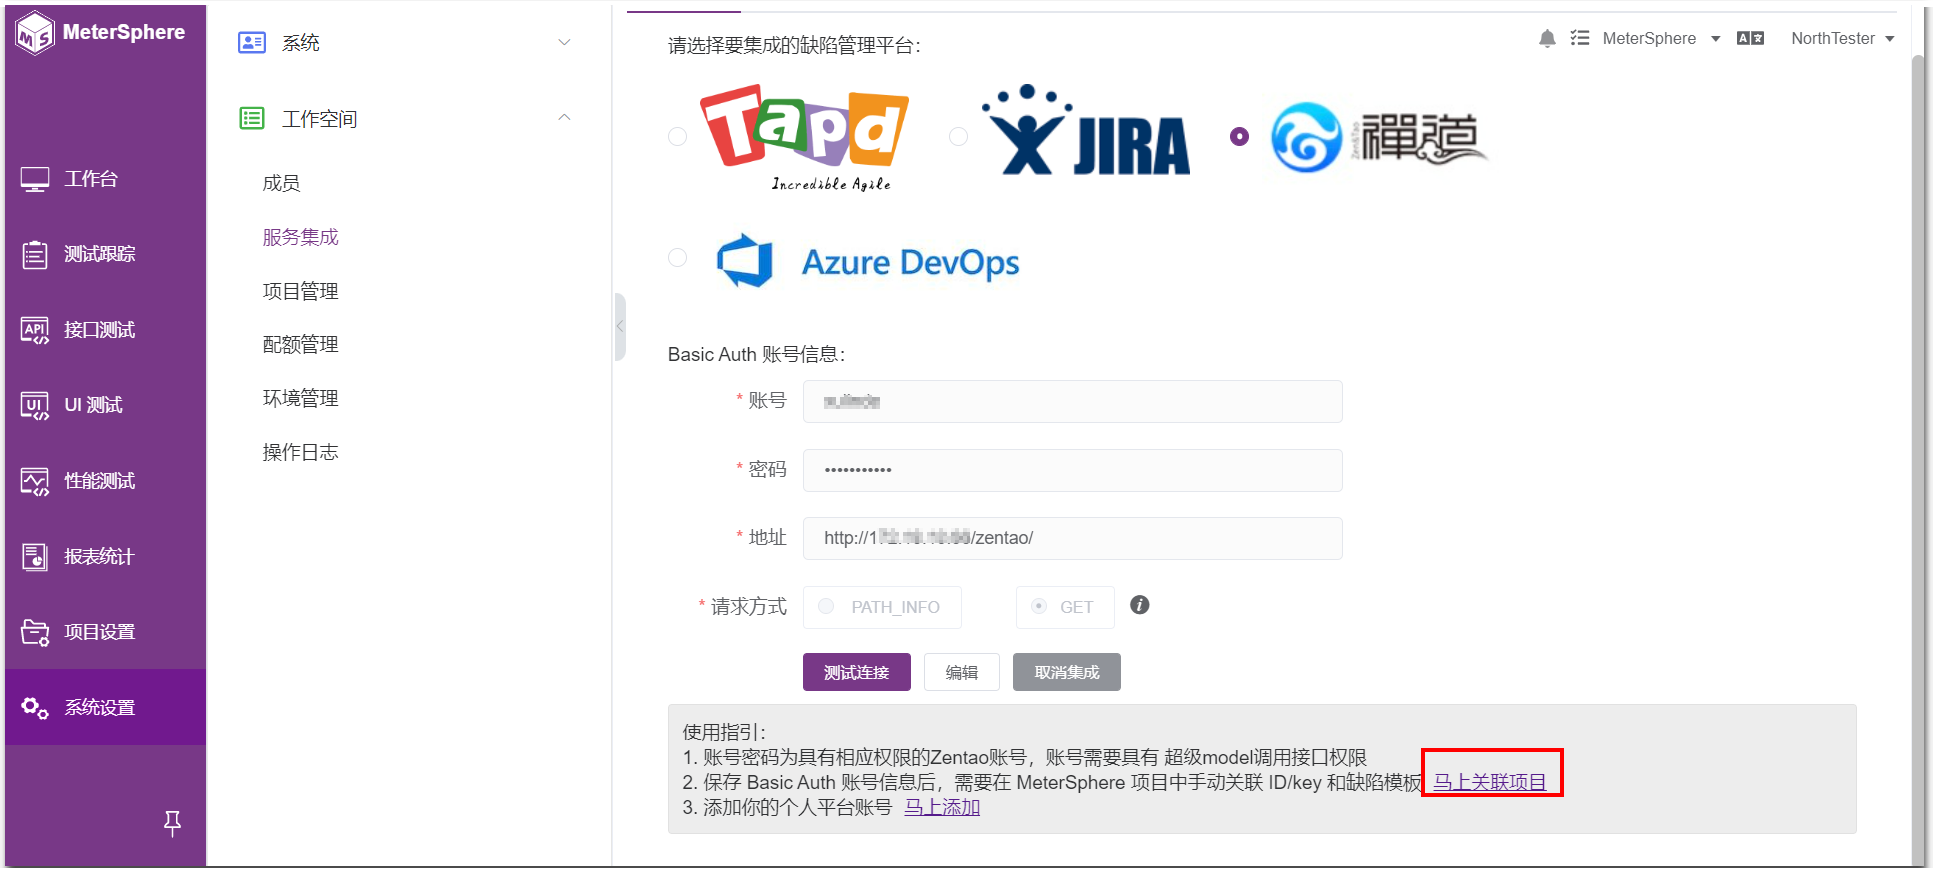 MeterSphere
工作台
测试跟踪
接口测试
UI 测试
性能测试
报表统计
项目设置
系统设置
系统
工作空间
成员
服务集成
项目管理
配额管理
环境管理
操作日志
MeterSphere
NorthTester
请选择要集成的缺陷管理平台：
Tapd
Incredible Agile
JIRA
禅道
Azure DevOps
Basic Auth 账号信息：
* 账号
* 密码 •••••••••••
* 地址 http://1 /zentao/
* 请求方式 PATH_INFO GET
测试连接 编辑 取消集成
使用指引：
1. 账号密码为具有相应权限的Zentao账号，账号需要具有 超级model调用接口权限
2. 保存 Basic Auth 账号信息后，需要在 MeterSphere 项目中手动关联 ID/key 和缺陷模板 马上关联项目
3. 添加你的个人平台账号 马上添加